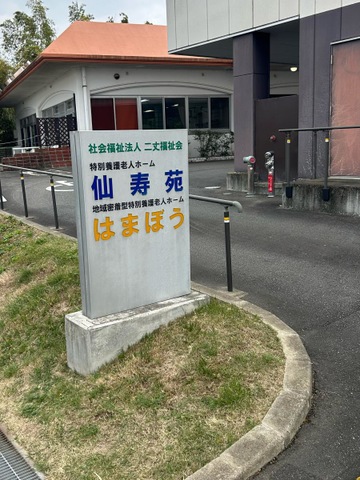 社会福祉法人 二丈福祉会
特別養護老人ホーム
仙寿苑
地域密着型特別養護老人ホーム
はまぼう